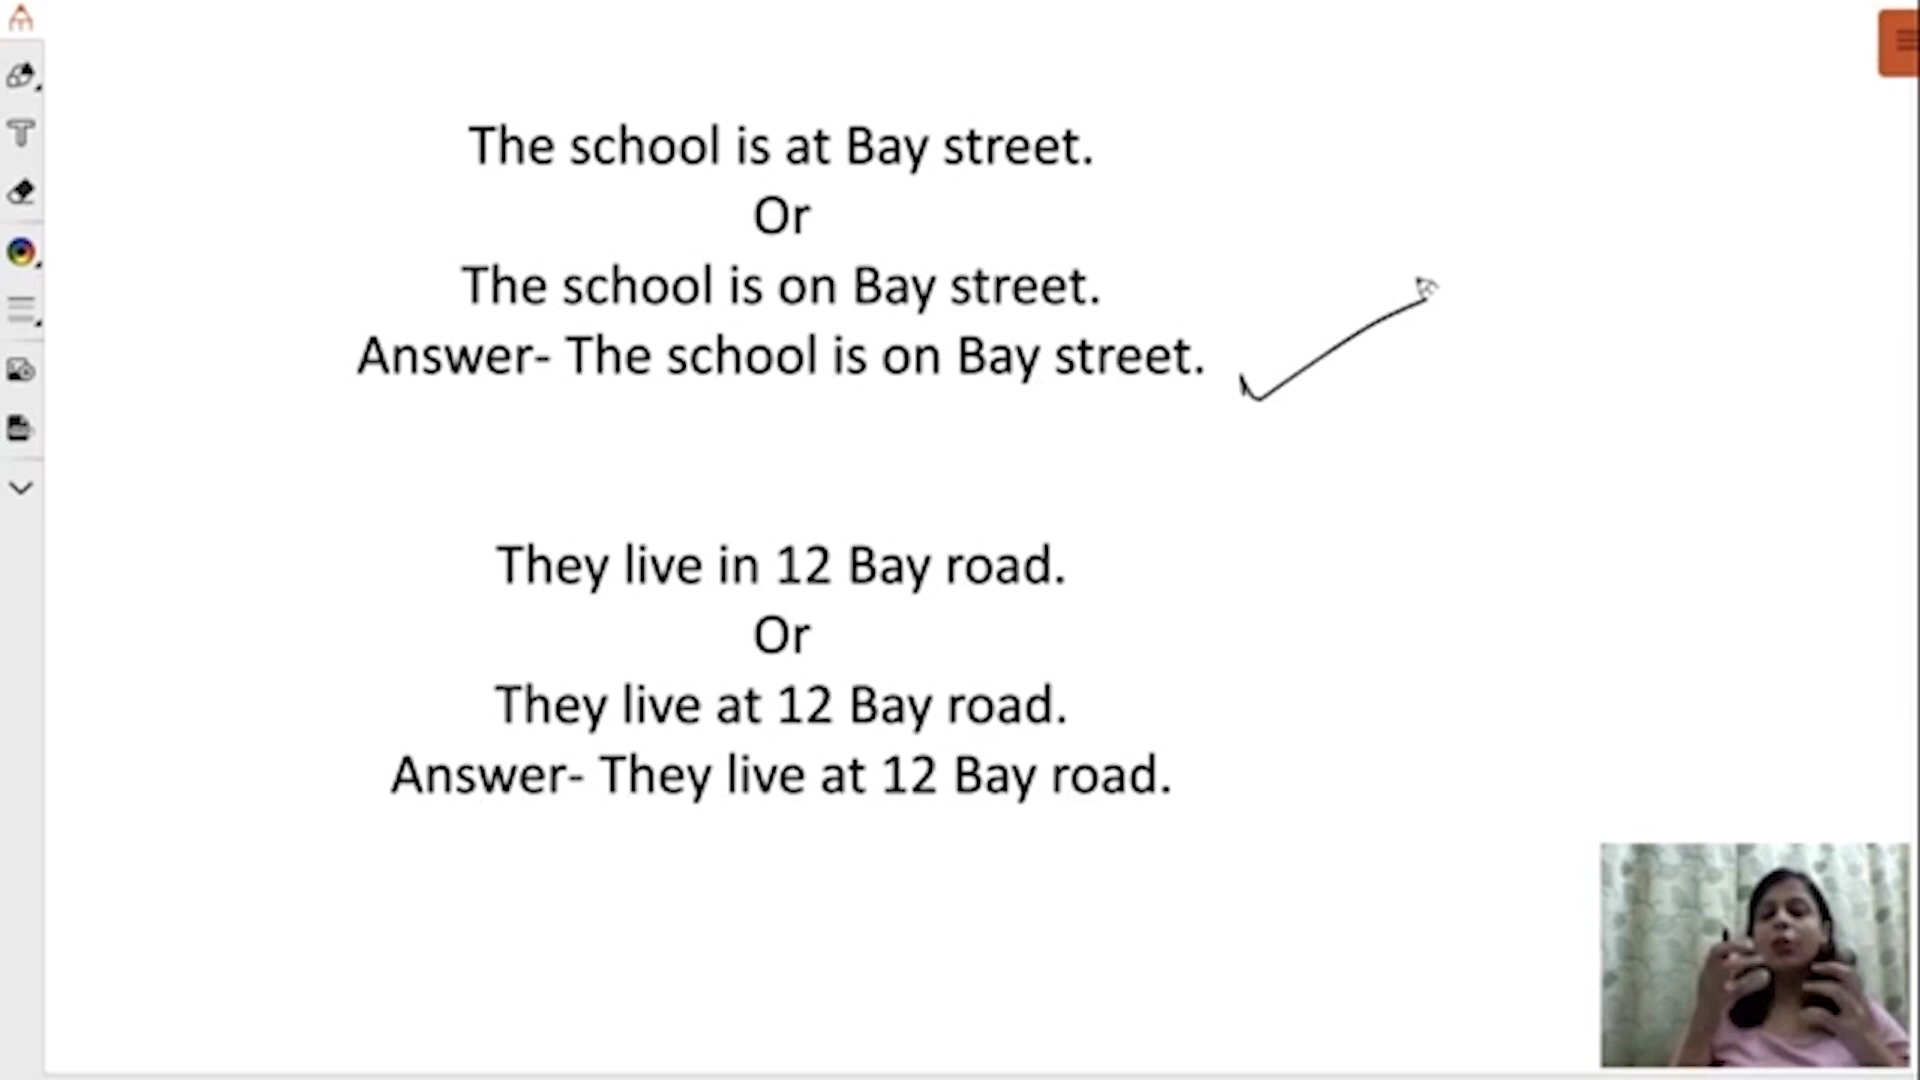 The school is at Bay street.
Or
The school is on Bay street.
Answer- The school is on Bay street.
They live in 12 Bay road.
Or
They live at 12 Bay road.
Answer- They live at 12 Bay road.